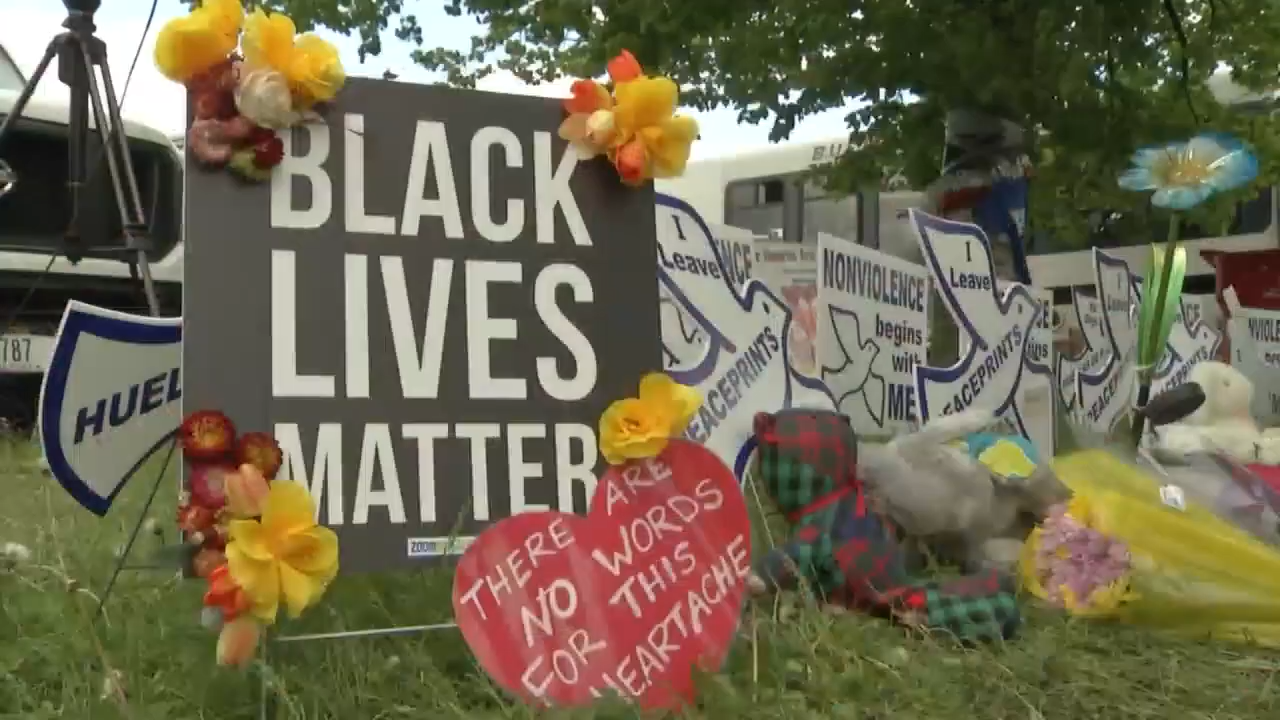 BLACK
LIVES
MATTER
zoom
THERE ARE
NO WORDS
FOR THIS
HEARTACHE
HUEL
787
I
Leave
PEACEPRINTS
NONVIOLENCE
begins
with
ME
I
Leave
PEACEPRINTS